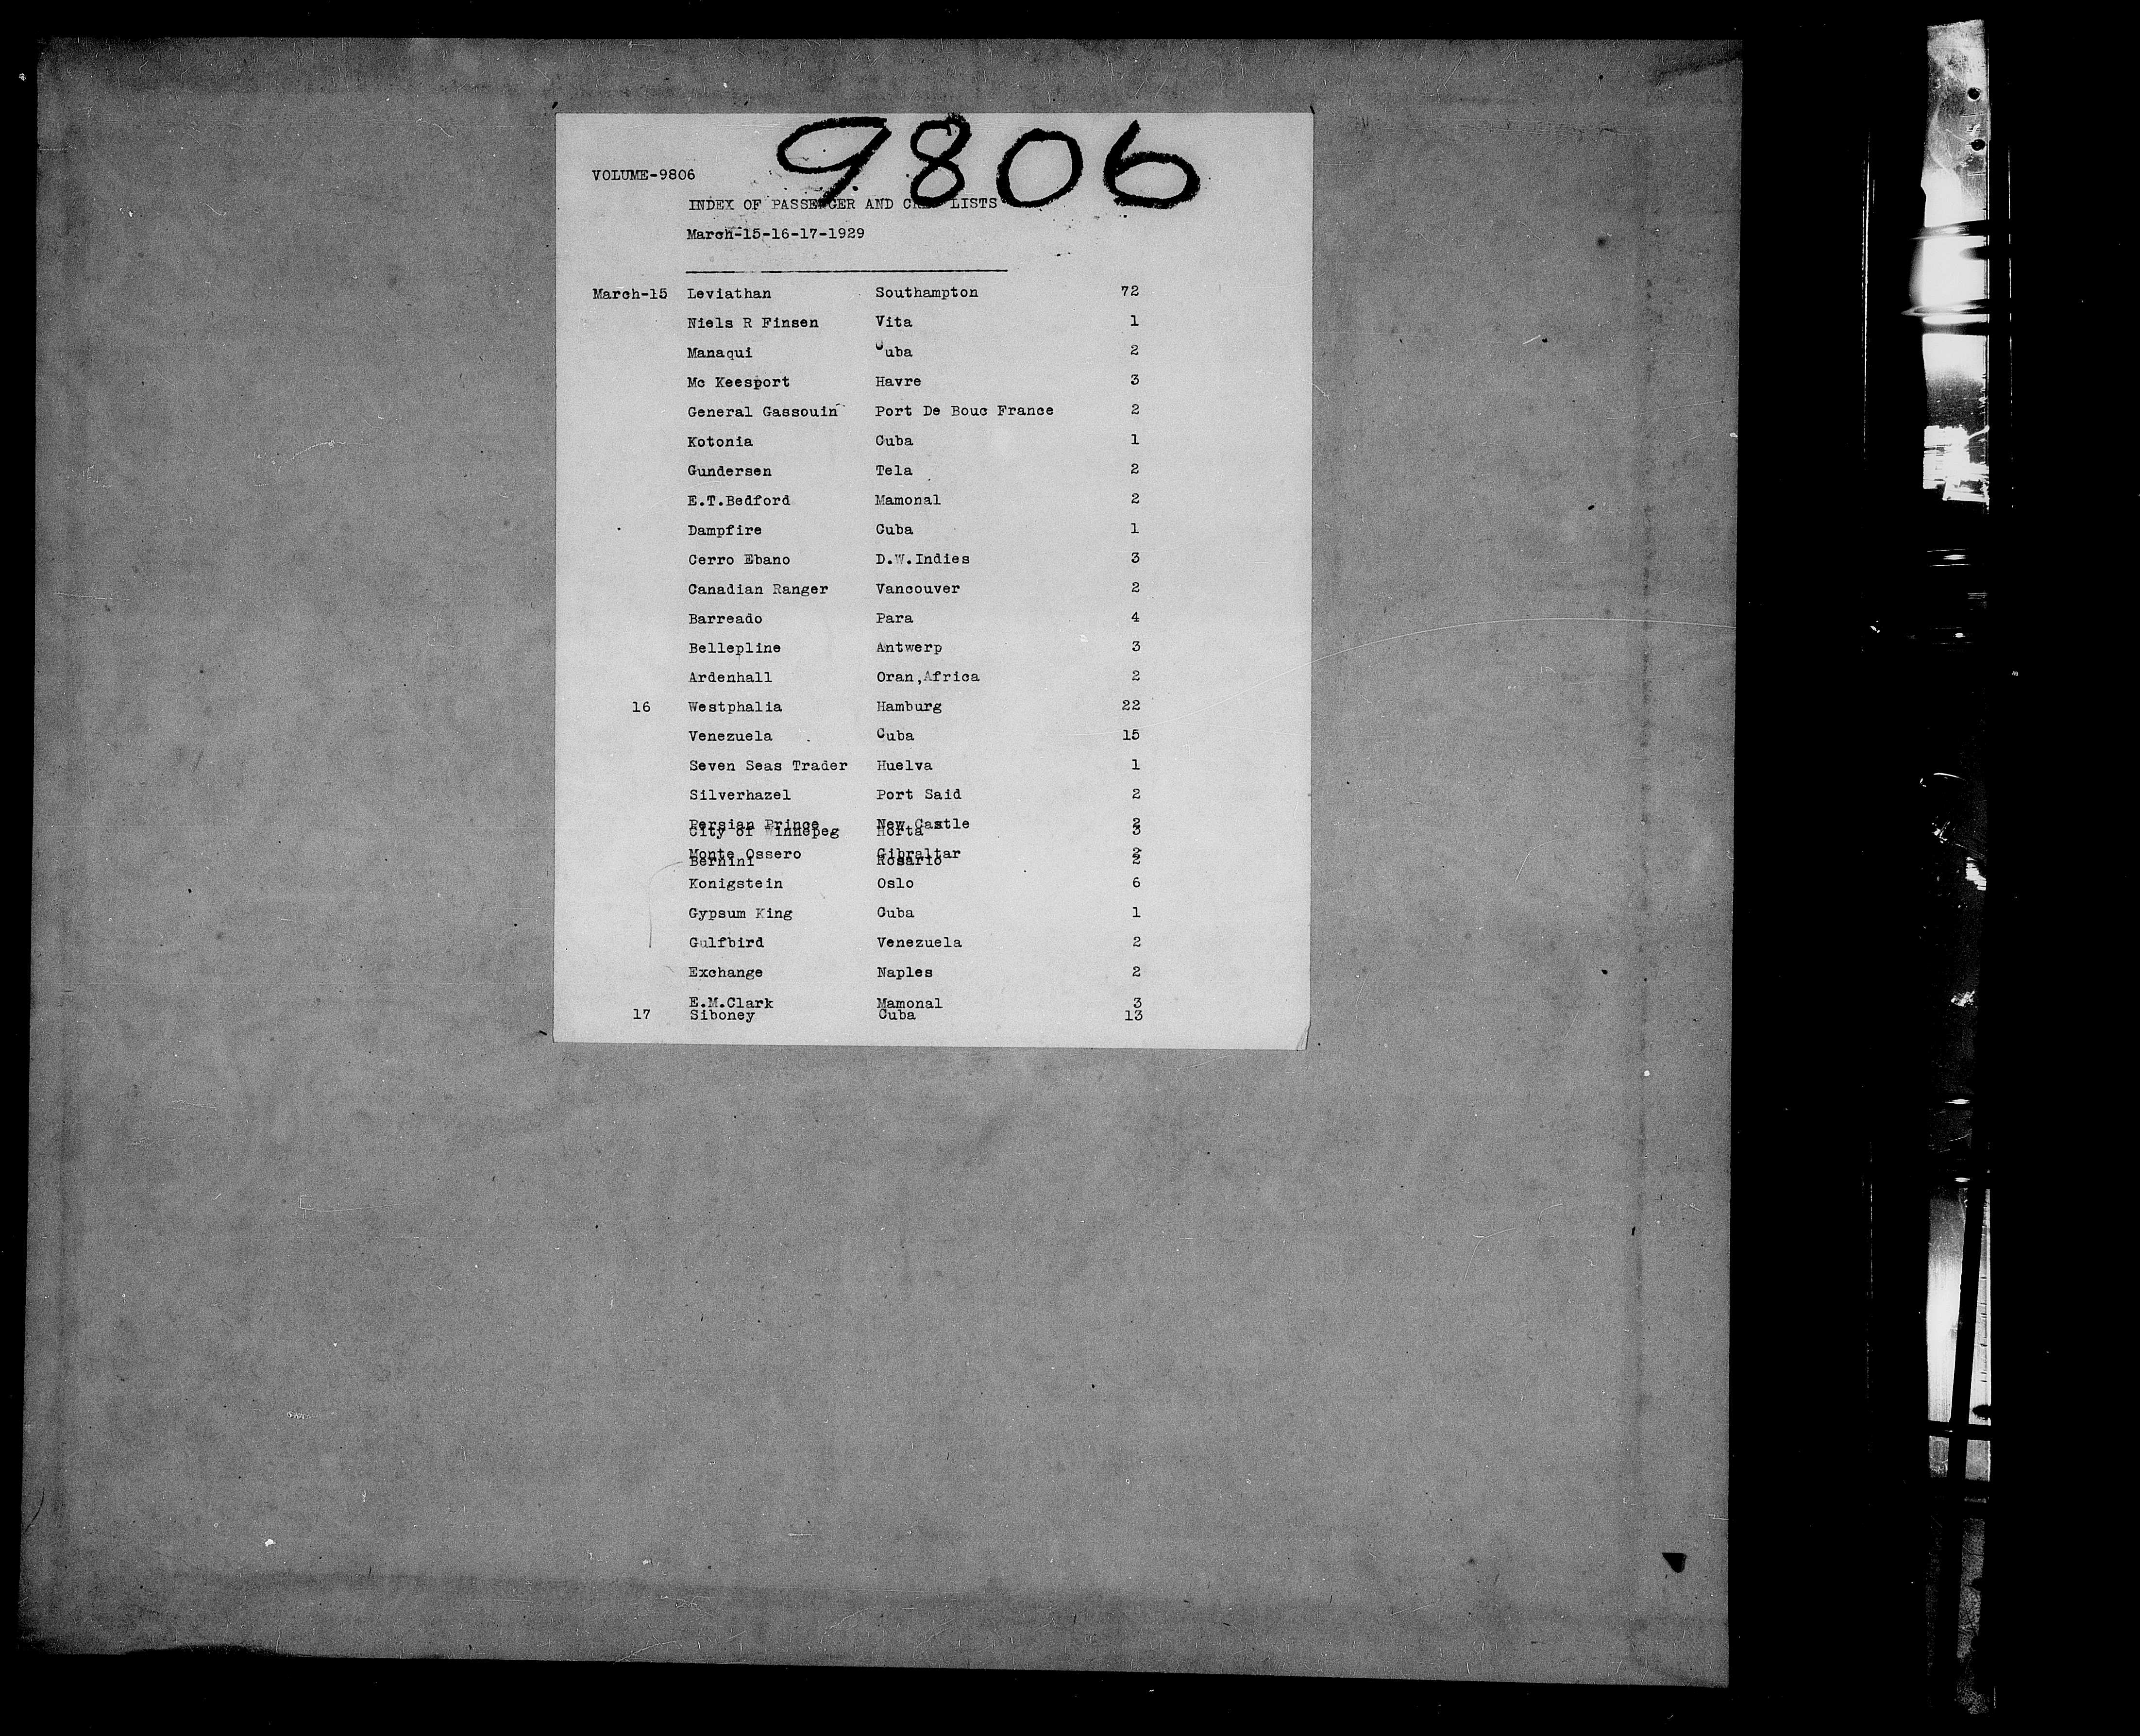 9806
VOLUME-9806
INDEX OF PASSENGER AND CREW LISTS
March-15-16-17-1929
March-15 Leviathan Southampton 72
Niels R Finsen Vita 1
Manaqui Cuba 2
Mc Keesport Havre 3
General Gassouin Port De Bouc France 2
Kotonia Cuba 1
Gundersen Tela 2
E.T.Bedford Mamonal 2
Dampfire Cuba 1
Cerro Ebano D.W.Indies 3
Canadian Ranger Vancouver 2
Barreado Para 4
Bellepline Antwerp 3
Ardenhall Oran,Africa 2
16 Westphalia Hamburg 22
Venezuela Cuba 15
Seven Seas Trader Huelva 1
Silverhazel Port Said 2
Persian Prince New Castle 2
City of Winnepeg Horta 3
Monte Ossero Gibraltar 2
Bernini Rosario 2
Konigstein Oslo 6
Gypsum King Cuba 1
Gulfbird Venezuela 2
Exchange Naples 2
E.M.Clark Mamonal 3
17 Siboney Cuba 13